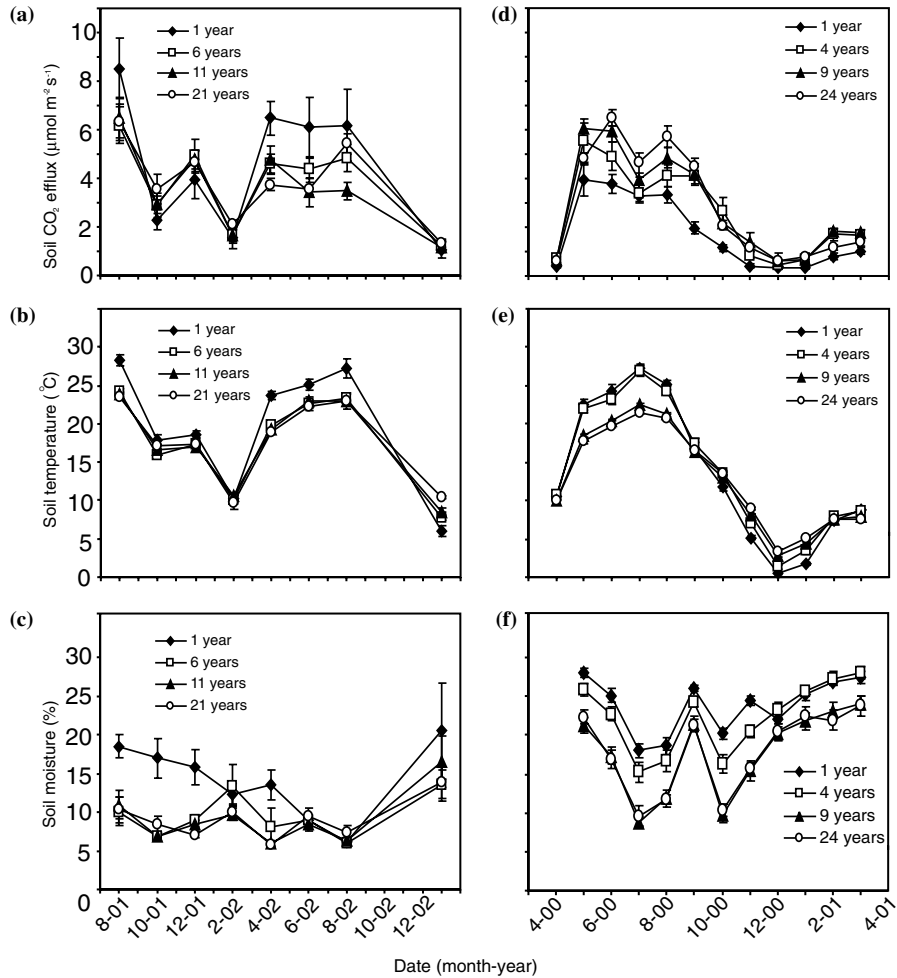 (a)
10
8
6
4
2
0
Soil CO2 efflux (μmol m-2 s-1)
1 year
6 years
11 years
21 years
(d)
1 year
4 years
9 years
24 years
(b)
30
25
20
15
10
5
0
Soil temperature (°C)
1 year
6 years
11 years
21 years
(e)
1 year
4 years
9 years
24 years
(c)
30
25
20
15
10
5
0
Soil moisture (%)
1 year
6 years
11 years
21 years
8-01
10-01
12-01
2-02
4-02
6-02
8-02
10-02
12-02
(f)
1 year
4 years
9 years
24 years
4-00
6-00
8-00
10-00
12-00
2-01
4-01
Date (month-year)